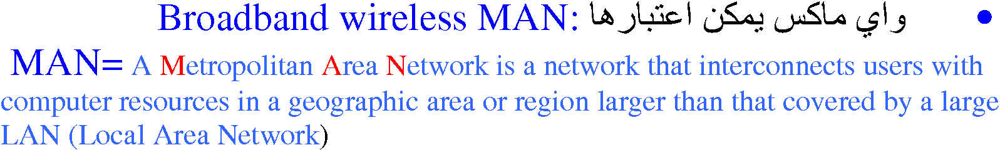 • واي ماكس يمكن اعتبارها Broadband wireless MAN:
MAN= A Metropolitan Area Network is a network that interconnects users with
computer resources in a geographic area or region larger than that covered by a large
LAN (Local Area Network)